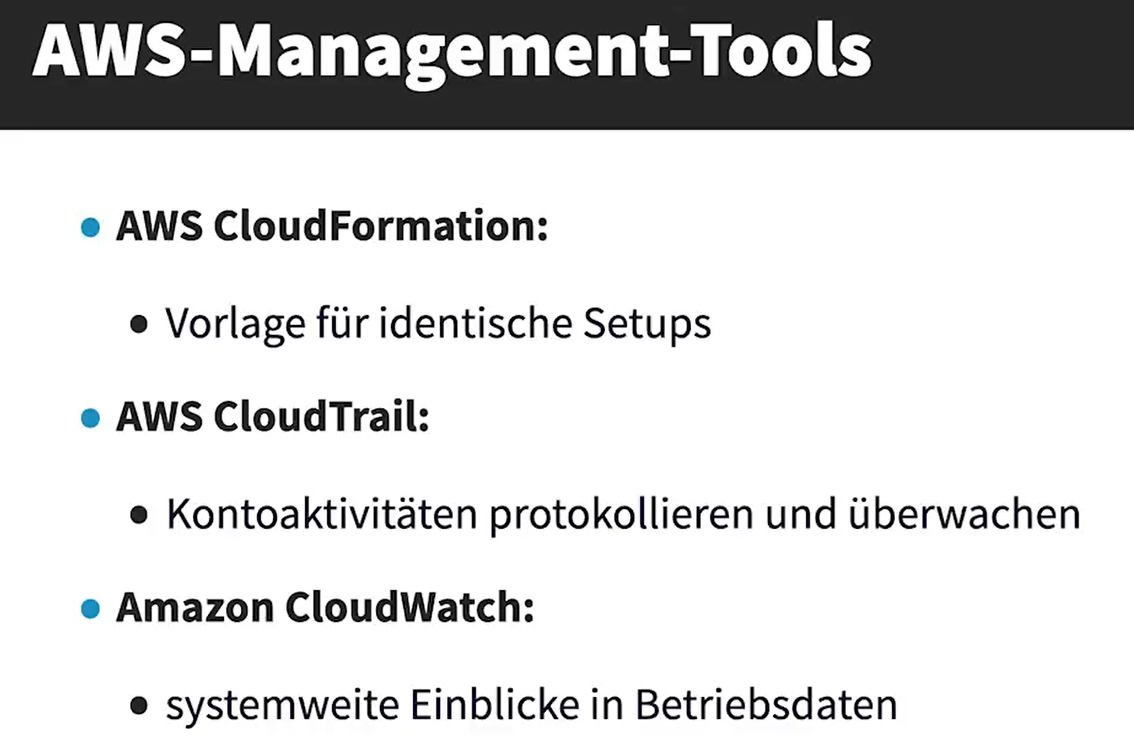 AWS-Management-Tools
AWS CloudFormation:
Vorlage für identische Setups
AWS CloudTrail:
Kontoaktivitäten protokollieren und überwachen
Amazon CloudWatch:
systemweite Einblicke in Betriebsdaten